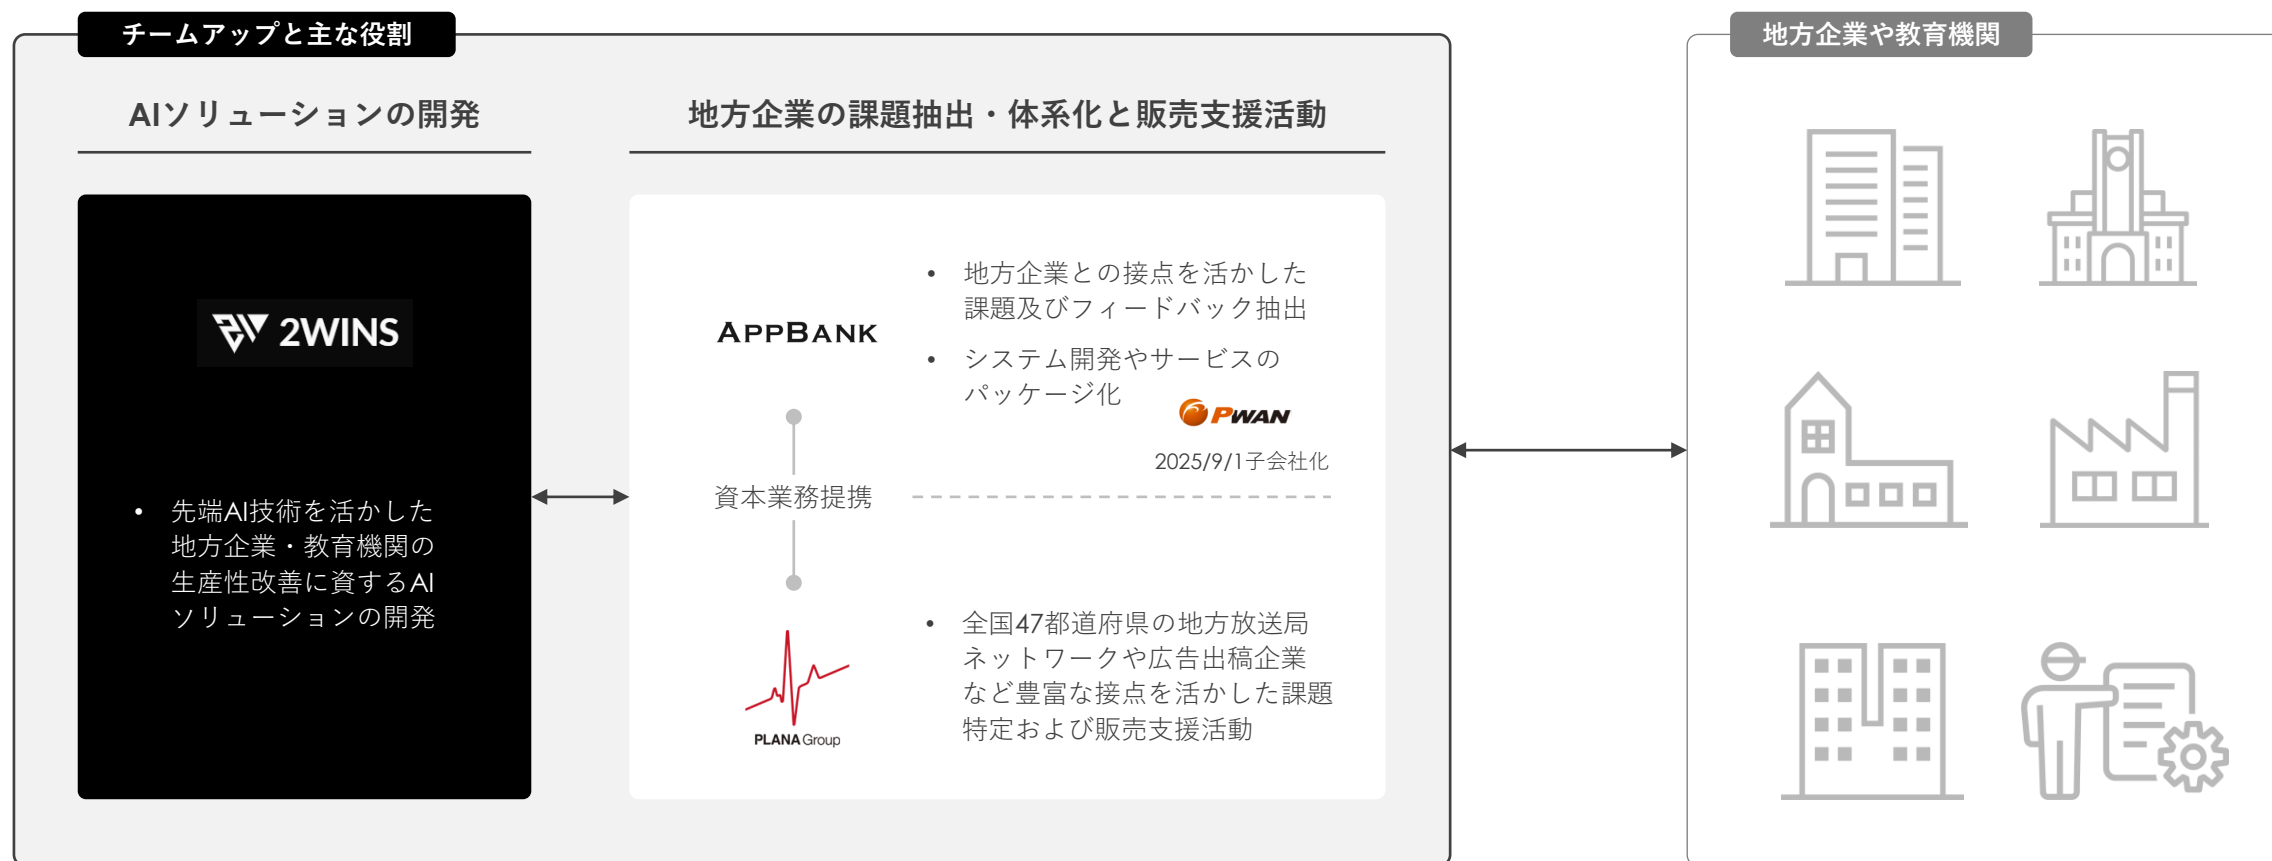 チームアップと主な役割
地方企業や教育機関
AIソリューションの開発
地方企業の課題抽出・体系化と販売支援活動
2WINS
• 先端AI技術を活かした
地方企業・教育機関の
生産性改善に資するAI
ソリューションの開発
APPBANK
• 地方企業との接点を活かした
課題及びフィードバック抽出
• システム開発やサービスの
パッケージ化
PWAN
2025/9/1子会社化
資本業務提携
PLANA Group
• 全国47都道府県の地方放送局
ネットワークや広告出稿企業
など豊富な接点を活かした課題
特定および販売支援活動